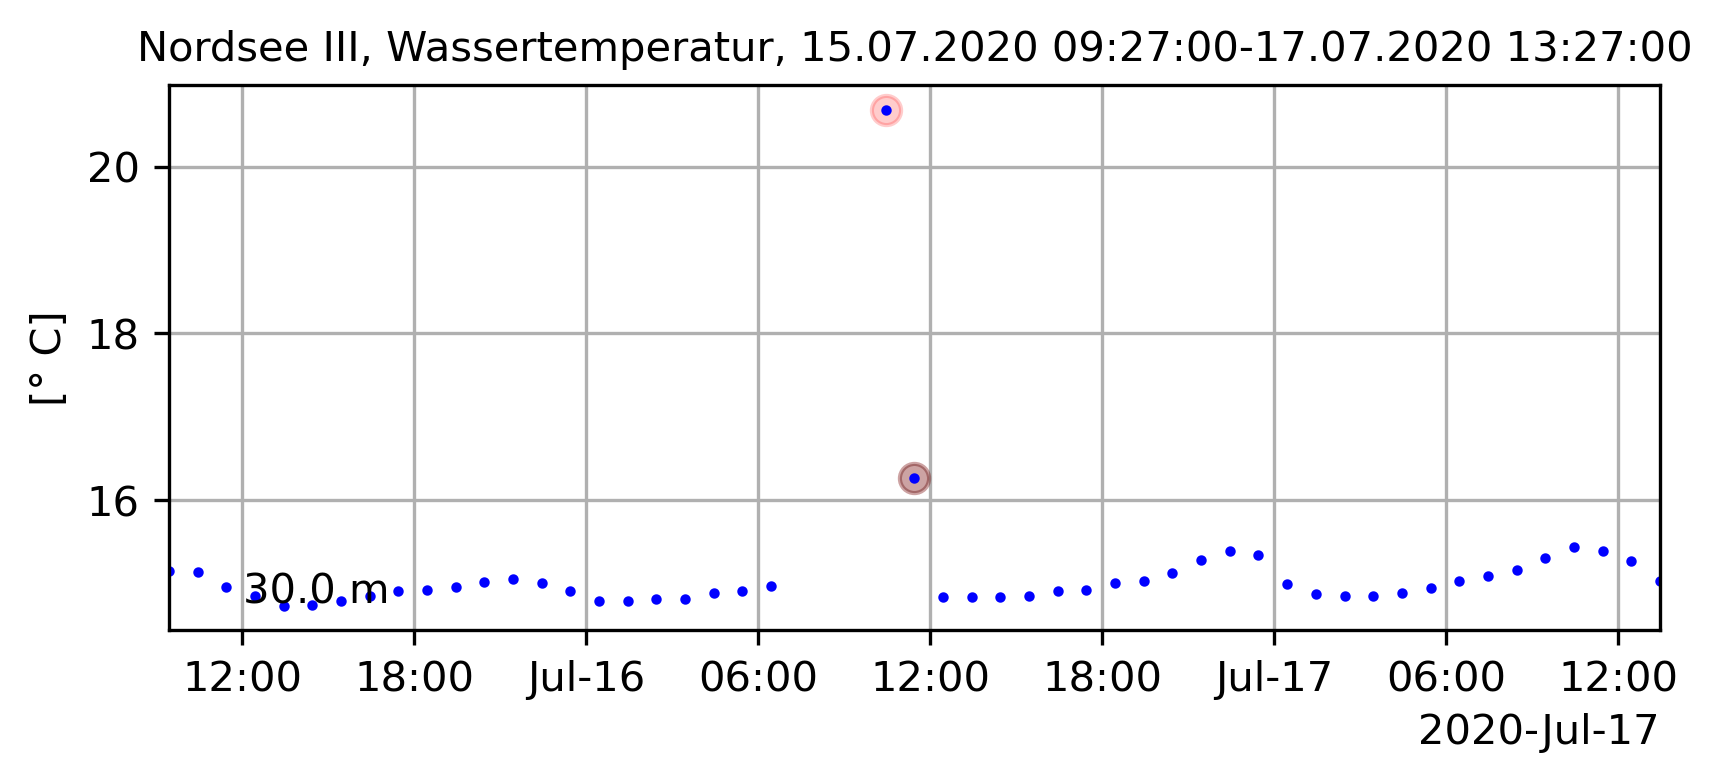 Nordsee III, Wassertemperatur, 15.07.2020 09:27:00-17.07.2020 13:27:00
20
18
16
[° C]
30.0 m
12:00 18:00 Jul-16 06:00 12:00 18:00 Jul-17 06:00 12:00
2020-Jul-17